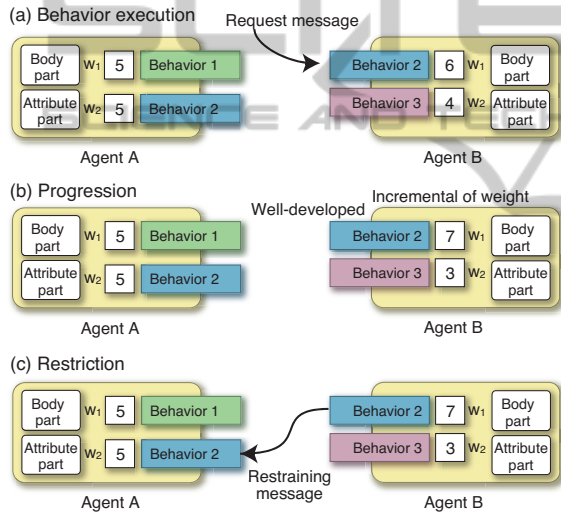 (a) Behavior execution
Request message
Body part
w1 5 Behavior 1
Attribute part
w2 5 Behavior 2
Agent A
Behavior 2 6 w1
Body part
Behavior 3 4 w2
Attribute part
Agent B
SCIENCE AND TECH
(b) Progression
Well-developed
Incremental of weight
Body part
w1 5 Behavior 1
Attribute part
w2 5 Behavior 2
Agent A
Behavior 2 7 w1
Body part
Behavior 3 3 w2
Attribute part
Agent B
(c) Restriction
Body part
w1 5 Behavior 1
Attribute part
w2 5 Behavior 2
Agent A
Restraining
message
Behavior 2 7 w1
Body part
Behavior 3 3 w2
Attribute part
Agent B